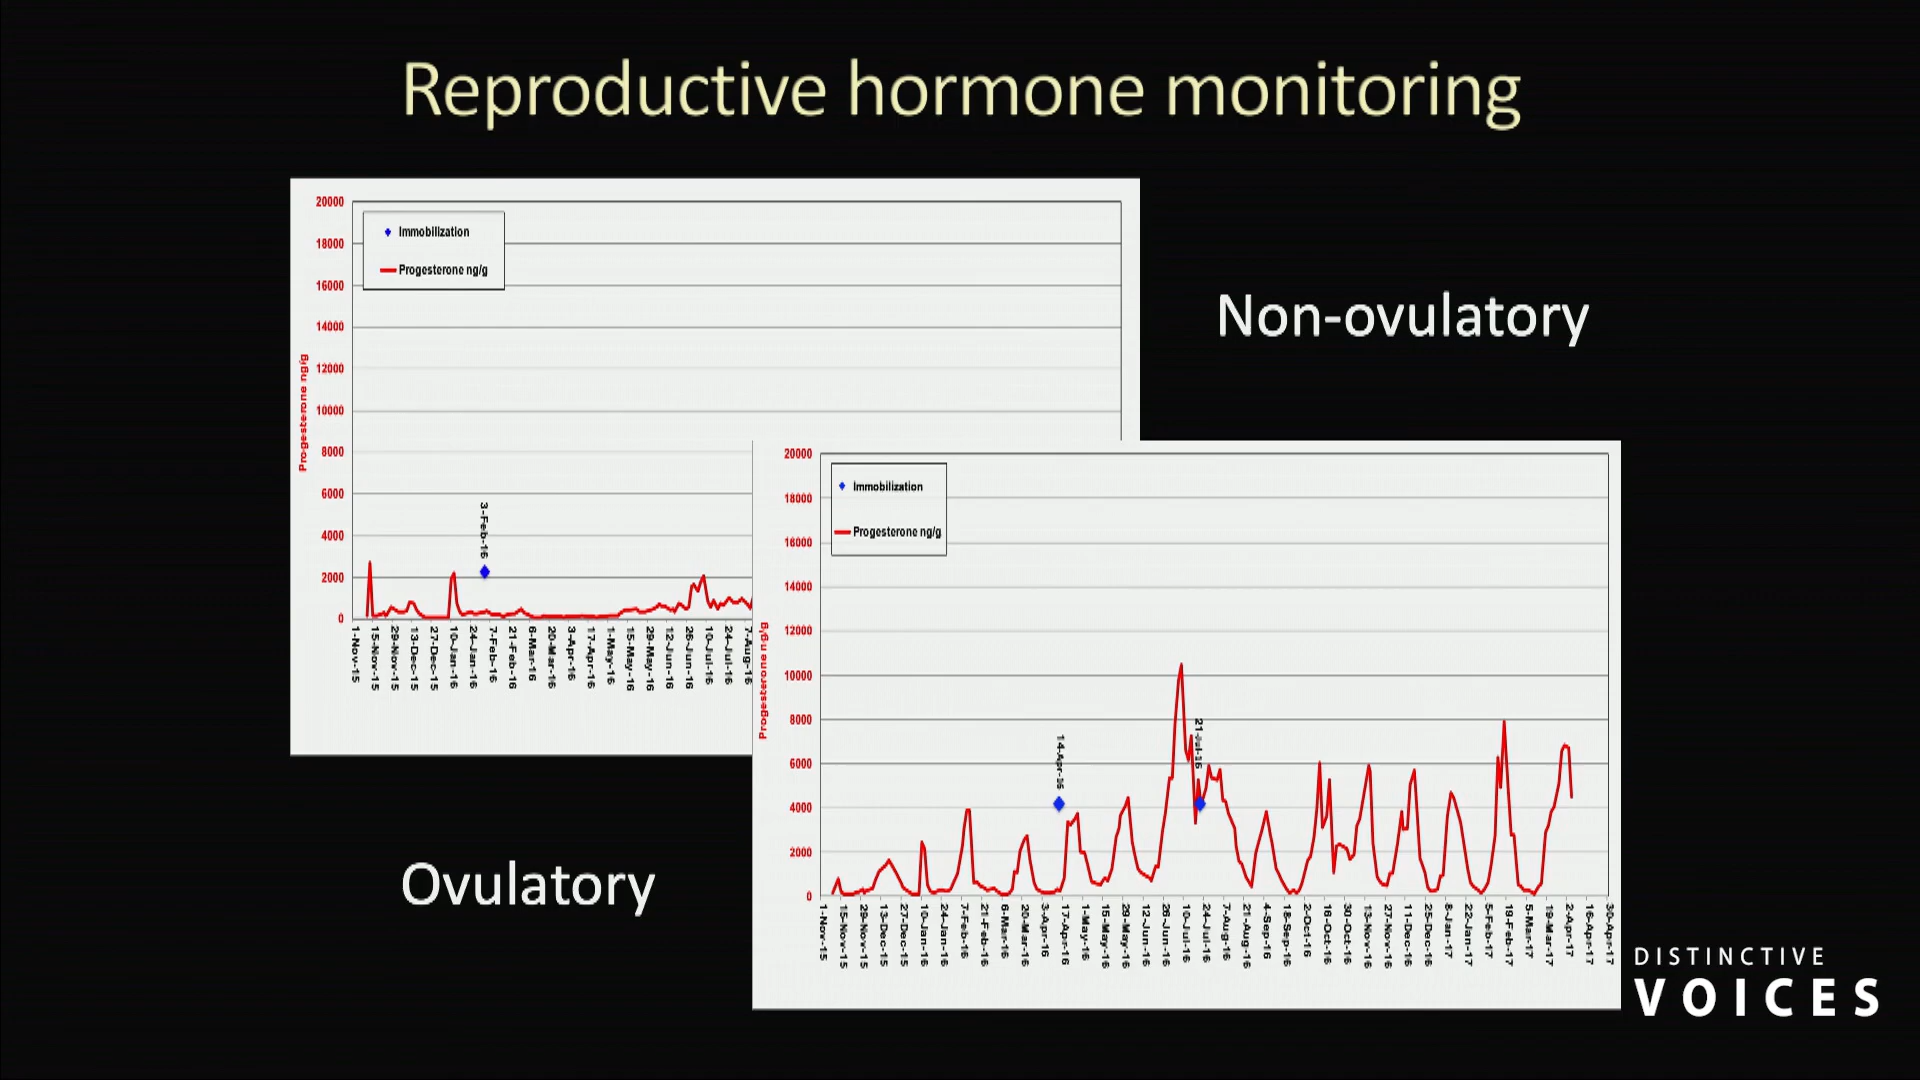 Reproductive hormone monitoring
20000
18000
16000
14000
12000
10000
8000
6000
4000
2000
0
Progesterone ng/g
Immobilization
Progesterone ng/g
3-Feb-16
1-Nov-15
15-Nov-15
29-Nov-15
13-Dec-15
27-Dec-15
10-Jan-16
24-Jan-16
7-Feb-16
21-Feb-16
6-Mar-16
20-Mar-16
3-Apr-16
17-Apr-16
1-May-16
15-May-16
29-May-16
12-Jun-16
26-Jun-16
10-Jul-16
24-Jul-16
7-Aug-16
Non-ovulatory
20000
18000
16000
14000
12000
10000
8000
6000
4000
2000
0
Progesterone ng/g
Immobilization
Progesterone ng/g
14-Apr-16
21-Jul-16
1-Nov-15
15-Nov-15
29-Nov-15
13-Dec-15
27-Dec-15
10-Jan-16
24-Jan-16
7-Feb-16
21-Feb-16
6-Mar-16
20-Mar-16
3-Apr-16
17-Apr-16
1-May-16
15-May-16
29-May-16
12-Jun-16
26-Jun-16
10-Jul-16
24-Jul-16
7-Aug-16
21-Aug-16
4-Sep-16
18-Sep-16
2-Oct-16
16-Oct-16
30-Oct-16
13-Nov-16
27-Nov-16
11-Dec-16
25-Dec-16
8-Jan-17
22-Jan-17
5-Feb-17
19-Feb-17
5-Mar-17
19-Mar-17
2-Apr-17
16-Apr-17
30-Apr-17
Ovulatory
DISTINCTIVE
VOICES